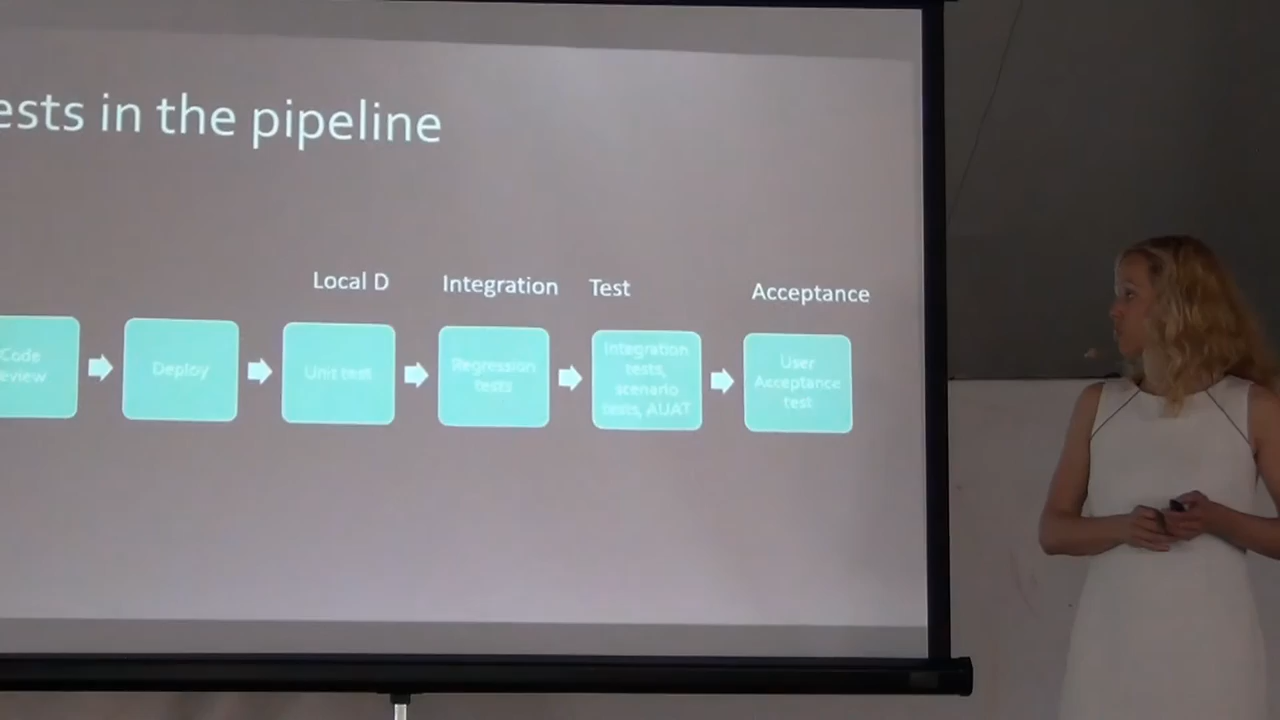 ests in the pipeline
Local D
Integration
Test
Acceptance
Code
eview
Deploy
Unit test
Regression
tests
Integration
tests,
scenario
tests, AUAT
User
Acceptance
test